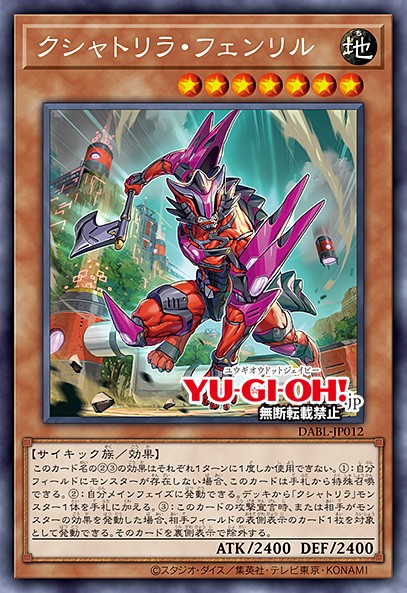 クシャトリラ・フェンリル
地
ユウギオウドットジェイピー
YU-GI-OH!.jp
無断転載禁止
DABL-JP012
【サイキック族／効果】
このカード名の②③の効果はそれぞれ1ターンに1度しか使用できない。①：自分
フィールドにモンスターが存在しない場合、このカードは手札から特殊召喚
できる。②：自分メインフェイズに発動できる。デッキから「クシャトリラ」モン
スター1体を手札に加える。③：このカードの攻撃宣言時、または相手がモン
スターの効果を発動した場合、相手フィールドの表側表示のカード1枚を対象
として発動できる。そのカードを裏側表示で除外する。
ATK/2400 DEF/2400
©スタジオ・ダイス／集英社・テレビ東京・KONAMI